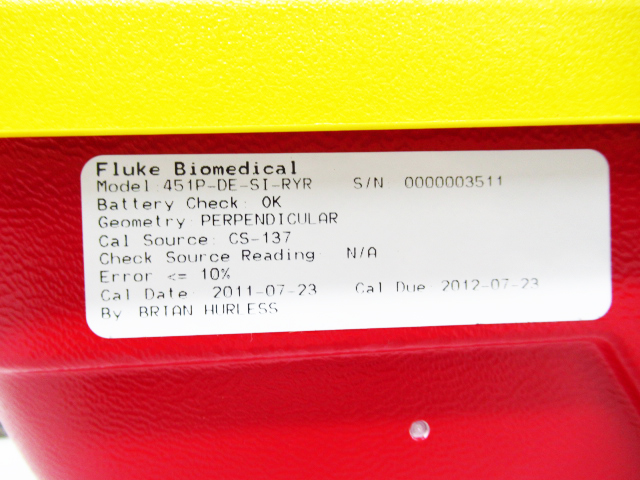 Fluke Biomedical
Model: 451P-DE-SI-RYR S/N 0000003511
Battery Check: OK
Geometry: PERPENDICULAR
Cal Source: CS-137
Check Source Reading: N/A
Error <= 10%
Cal Date: 2011-07-23 Cal Due 2012-07-23
By BRIAN HURLESS